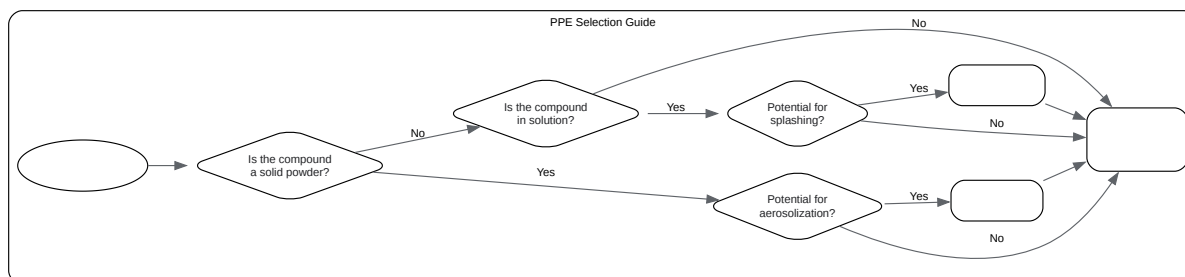 PPE Selection Guide
No
Is the compound
in solution?
Yes
Potential for
splashing?
Yes
No
No
Is the compound
a solid powder?
Yes
Potential for
aerosolization?
Yes
No